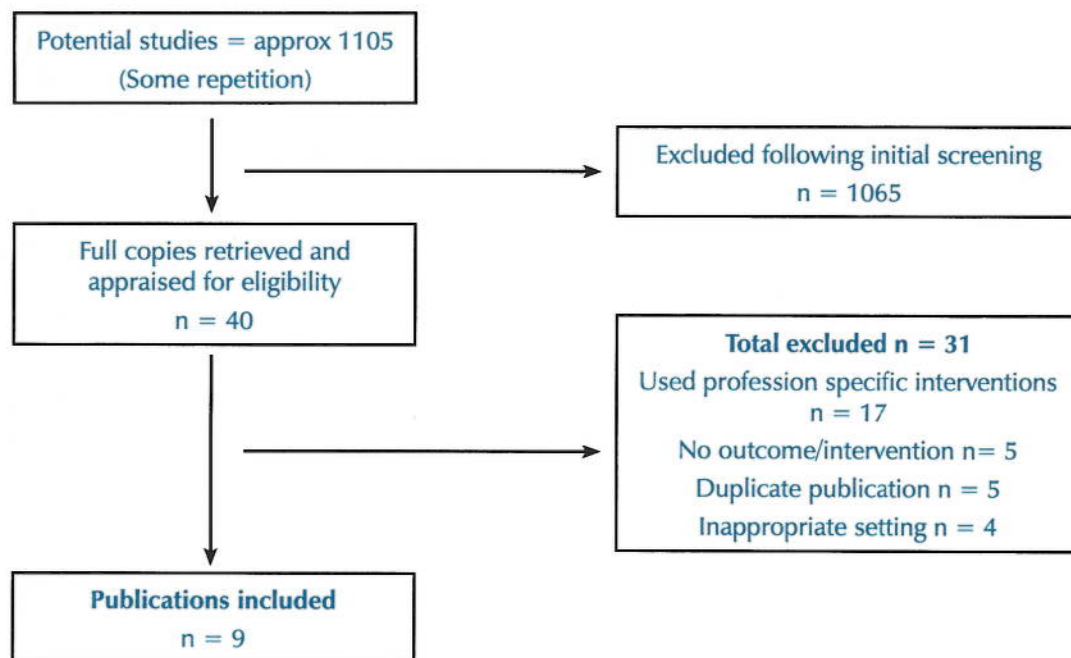 Potential studies = approx 1105
(Some repetition)
Excluded following initial screening
n = 1065
Full copies retrieved and
appraised for eligibility
n = 40
Total excluded n = 31
Used profession specific interventions
n = 17
No outcome/intervention n= 5
Duplicate publication n = 5
Inappropriate setting n = 4
Publications included
n = 9